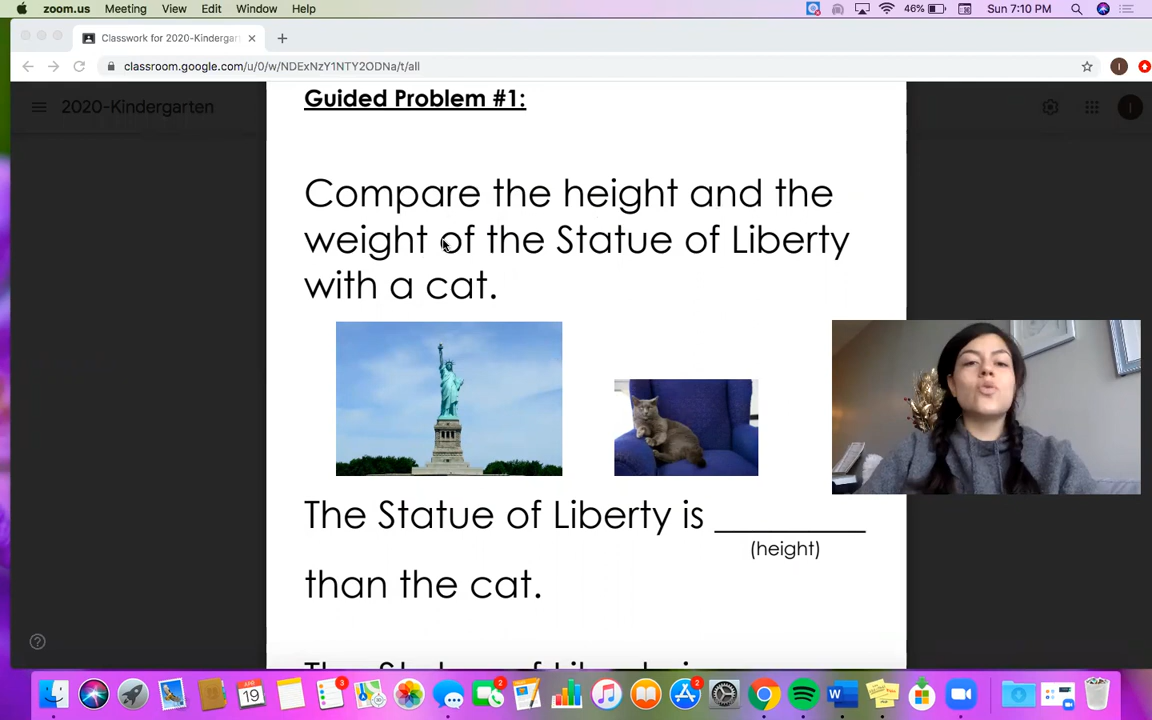 zoom.us Meeting View Edit Window Help
46% Sun 7:10 PM
Classwork for 2020-Kindergar
classroom.google.com/u/0/w/NDExNzY1NTY2ODNa/t/all
2020-Kindergarten
Guided Problem #1:
Compare the height and the
weight of the Statue of Liberty
with a cat.
The Statue of Liberty is __________
(height)
than the cat.